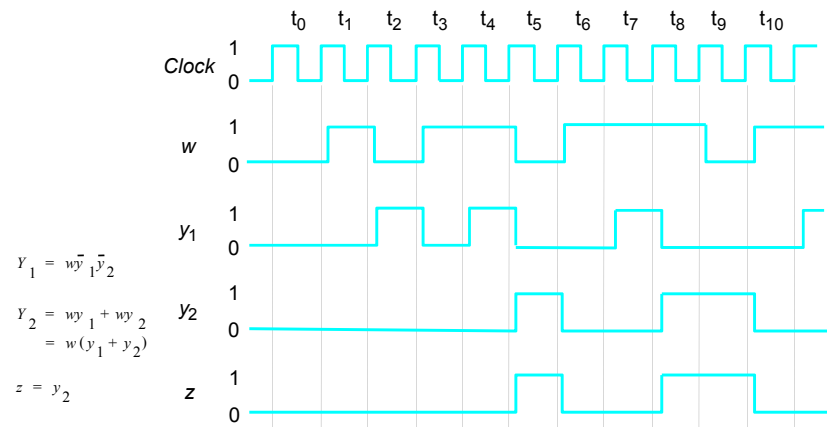 t0 t1 t2 t3 t4 t5 t6 t7 t8 t9 t10
1
Clock
0
1
w
0
1
y1
0
Y1 = wȳ1ȳ2
1
Y2 = wy1 + wy2
y2
0
= w(y1 + y2)
1
z = y2
z
0